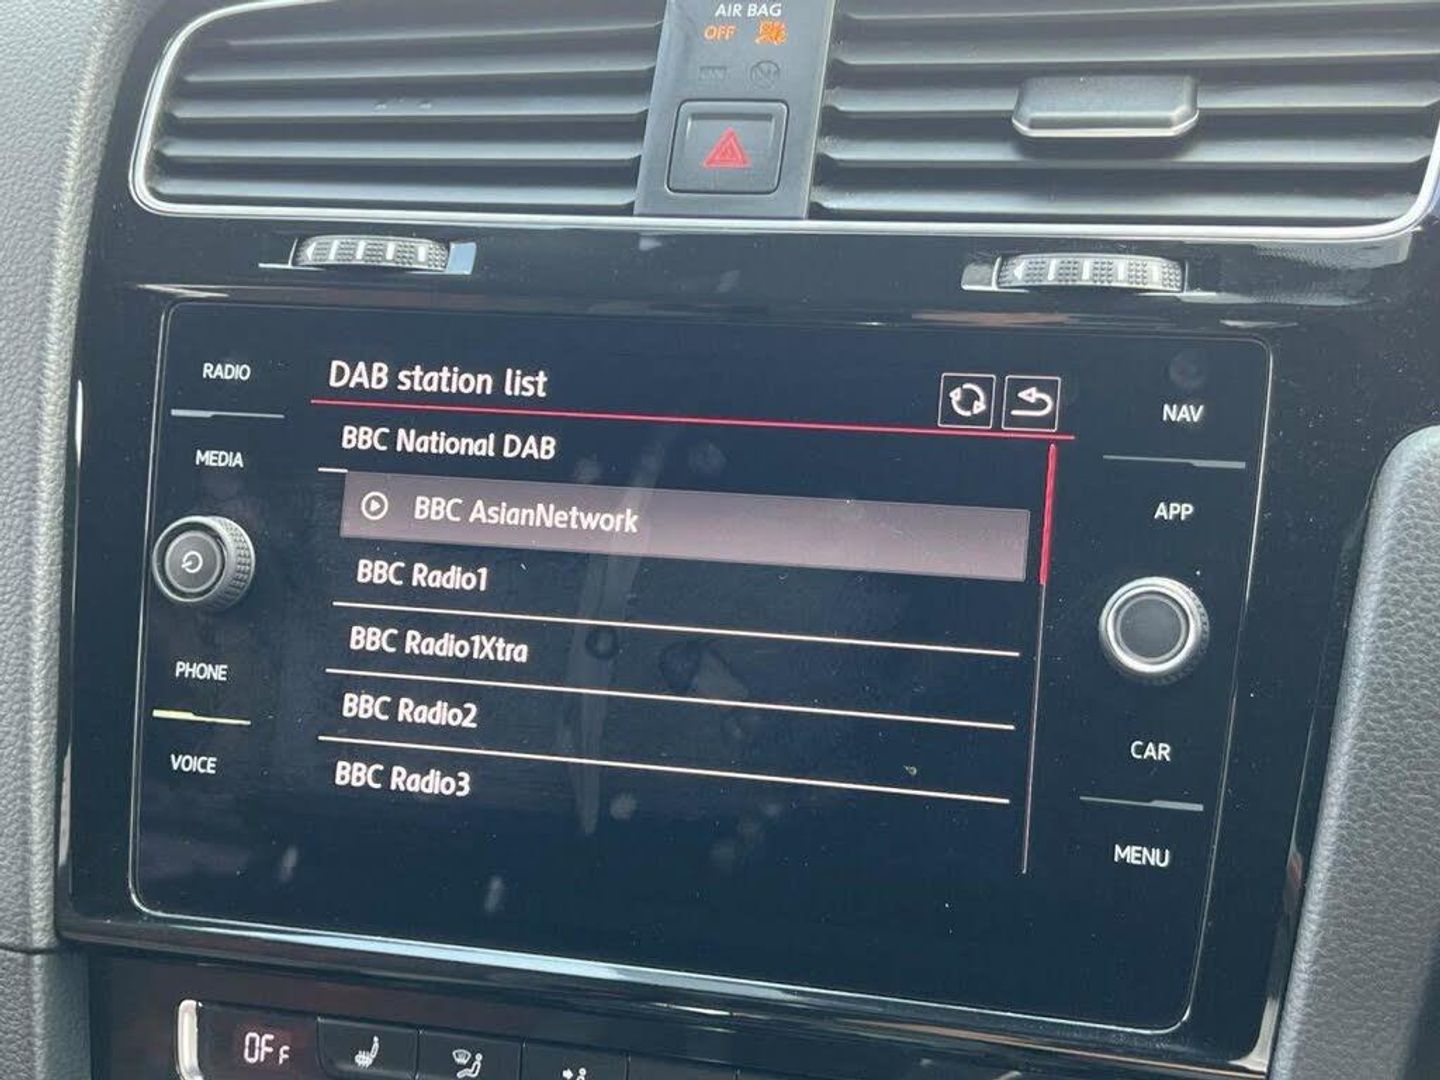 AIR BAG
OFF
RADIO
MEDIA
PHONE
VOICE
DAB station list
BBC National DAB
BBC AsianNetwork
BBC Radio1
BBC Radio1Xtra
BBC Radio2
BBC Radio3
NAV
APP
CAR
MENU
OFF